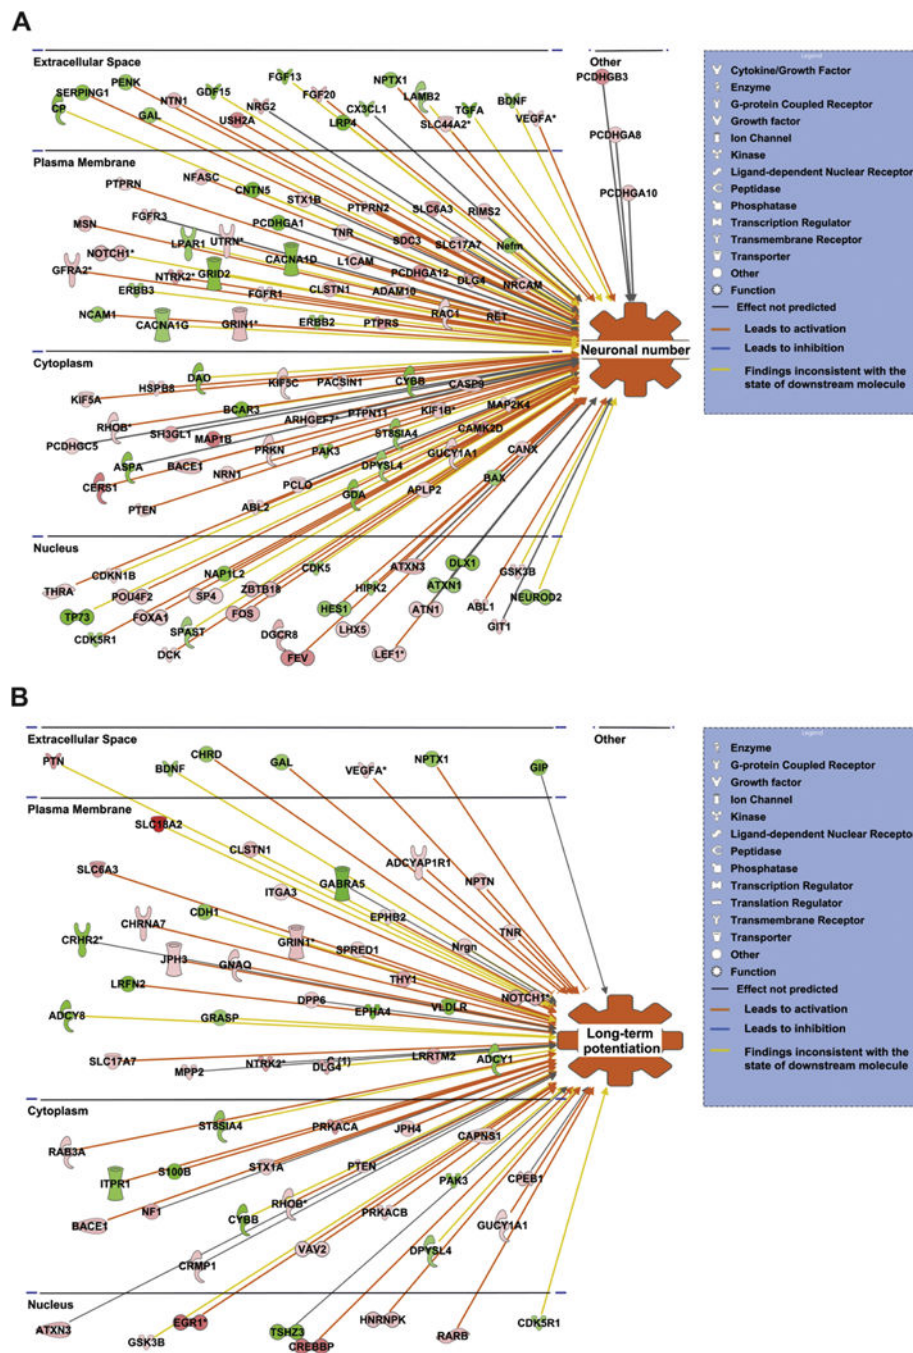 A
Extracellular Space
Other
PENK
SERPING1
CP
NTN1
GAL
GDF15
USH2A
NRG2
FGF13
FGF20
LRP4
CX3CL1
NPTX1
LAMB2
SLC44A2*
TGFA
BDNF
VEGFA*
PCDHGB3
PCDHGA8
PCDHGA10
Plasma Membrane
PTPRN
NFASC
CNTN5
STX1B
PTPRN2
SLC6A3
RIMS2
MSN
FGFR3
PCDHGA1
TNR
SDC3
SLC17A7
Nefm
NOTCH1*
LPAR1
UTRN*
CACNA1D
L1CAM
PCDHGA12
DLG4
NRCAM
GFRA2*
NTRK2*
GRID2
ERBB3
FGFR1
CLSTN1
ADAM10
RAC1
RET
NCAM1
CACNA1G
GRIN1*
ERBB2
PTPRS
Neuronal number
Cytoplasm
KIF5A
HSPB8
DAO
KIF5C
PACSIN1
CYBB
CASP9
RHOB*
BCAR3
ARHGEF7*
PTPN11
KIF1B*
MAP2K4
PCDHGC5
SH3GL1
MAP1B
ST8SIA4
CAMK2D
ASPA
BACE1
PRKN
PAK3
DPYSL4
GUCY1A1
CANX
CERS1
NRN1
PCLO
GDA
APLP2
BAX
PTEN
ABL2
Nucleus
THRA
CDKN1B
NAP1L2
CDK5
ATXN3
DLX1
GSK3B
POU4F2
SP4
ZBTB18
HIPK2
ATXN1
NEUROD2
TP73
FOXA1
FOS
HES1
ATN1
ABL1
CDK5R1
SPAST
DGCR8
LHX5
GIT1
DCK
FEV
LEF1*
Legend
Cytokine/Growth Factor
Enzyme
G-protein Coupled Receptor
Growth factor
Ion Channel
Kinase
Ligand-dependent Nuclear Receptor
Peptidase
Phosphatase
Transcription Regulator
Transmembrane Receptor
Transporter
Other
Function
Effect not predicted
Leads to activation
Leads to inhibition
Findings inconsistent with the
state of downstream molecule
B
Extracellular Space
Other
PTN
BDNF
CHRD
GAL
VEGFA*
NPTX1
GIP
Plasma Membrane
SLC18A2
CLSTN1
ADCYAP1R1
SLC6A3
ITGA3
GABRA5
NPTN
CRHR2*
CHRNA7
CDH1
EPHB2
TNR
JPH3
GNAQ
GRIN1*
SPRED1
Nrgn
LRFN2
THY1
NOTCH1*
DPP6
EPHA4
VLDLR
ADCY8
GRASP
SLC17A7
MPP2
NTRK2*
DLG4
LRRTM2
ADCY1
Long-term
potentiation
Cytoplasm
RAB3A
ST8SIA4
PRKACA
JPH4
CAPNS1
ITPR1
S100B
STX1A
PTEN
PAK3
CPEB1
BACE1
NF1
CYBB
RHOB*
PRKACB
GUCY1A1
CRMP1
VAV2
DPYSL4
Nucleus
ATXN3
GSK3B
EGR1*
TSHZ3
CREBBP
HNRNPK
RARB
CDK5R1
Legend
Enzyme
G-protein Coupled Receptor
Growth factor
Ion Channel
Kinase
Ligand-dependent Nuclear Recepto
Peptidase
Phosphatase
Transcription Regulator
Translation Regulator
Transmembrane Receptor
Transporter
Other
Function
Effect not predicted
Leads to activation
Leads to inhibition
Findings inconsistent with the
state of downstream molecule